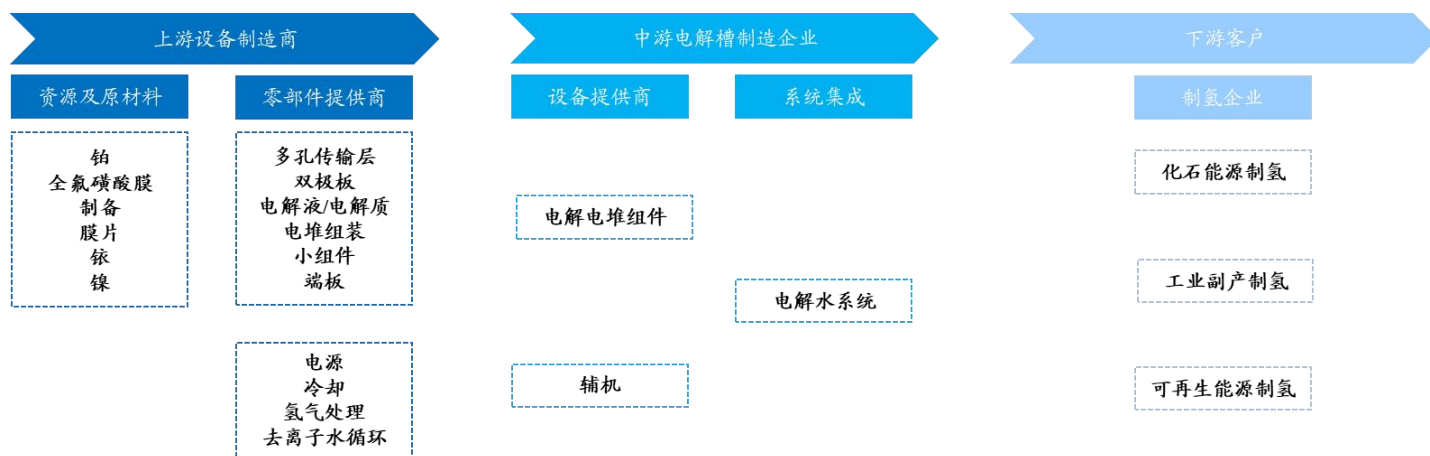 上游设备制造商
中游电解槽制造企业
下游客户
资源及原材料
零部件提供商
设备提供商
系统集成
制氢企业
铂
全氟磺酸膜
制备
膜片
铱
镍
多孔传输层
双极板
电解液/电解质
电堆组装
小组件
端板
电源
冷却
氢气处理
去离子水循环
电解电堆组件
辅机
电解水系统
化石能源制氢
工业副产制氢
可再生能源制氢